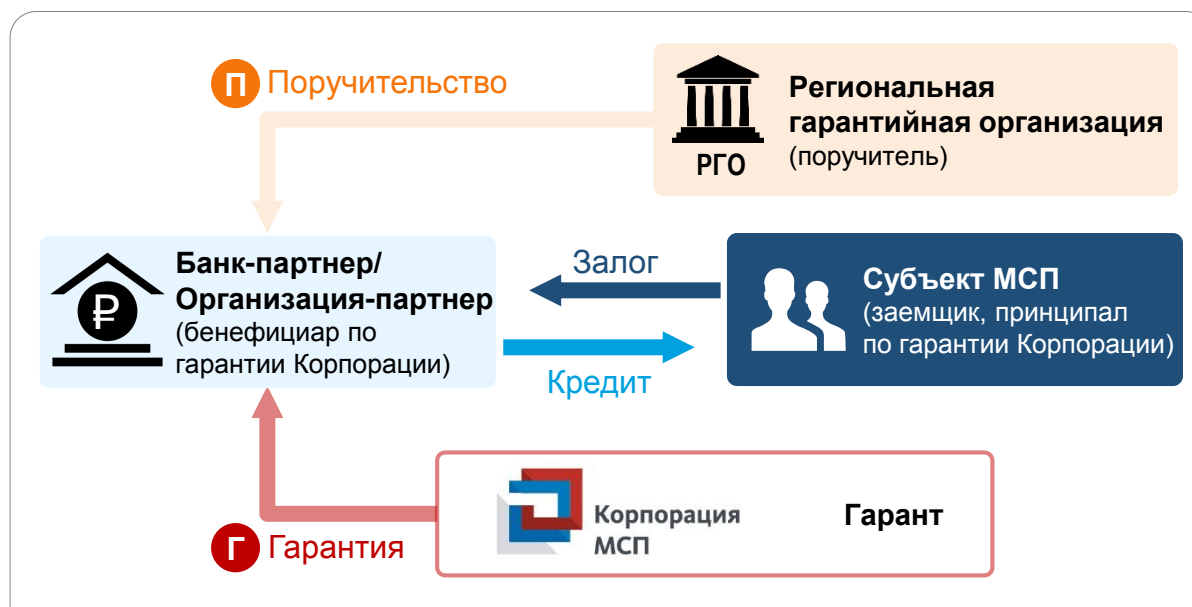 П Поручительство
Региональная
гарантийная организация
(поручитель)
РГО
Банк-партнер/
Организация-партнер
(бенефициар по
гарантии Корпорации)
Залог
Кредит
Субъект МСП
(заемщик, принципал
по гарантии Корпорации)
Корпорация
МСП
Гарант
Г Гарантия